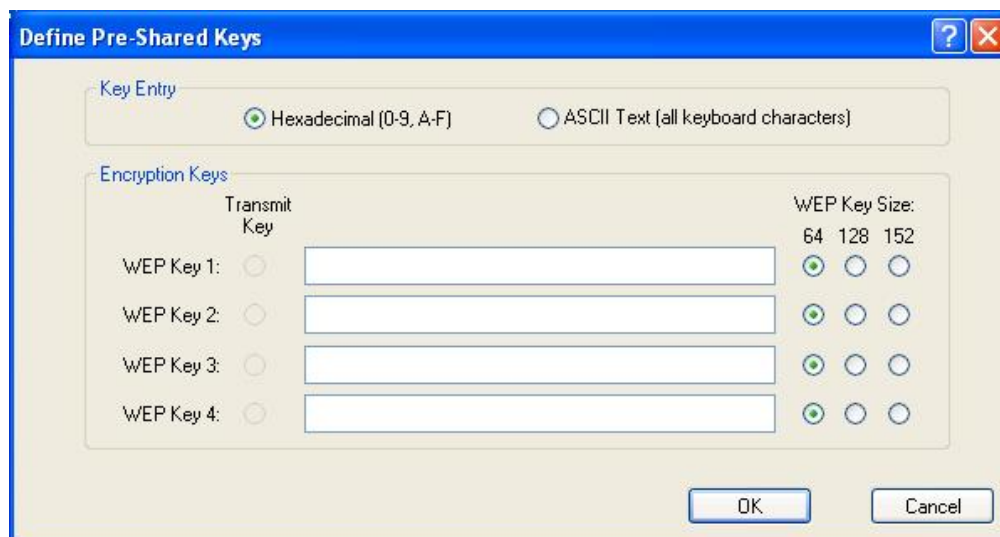 Define Pre-Shared Keys
Key Entry
Hexadecimal (0-9, A-F) ASCII Text (all keyboard characters)
Encryption Keys
Transmit
Key
WEP Key Size:
64 128 152
WEP Key 1:
WEP Key 2:
WEP Key 3:
WEP Key 4:
OK Cancel